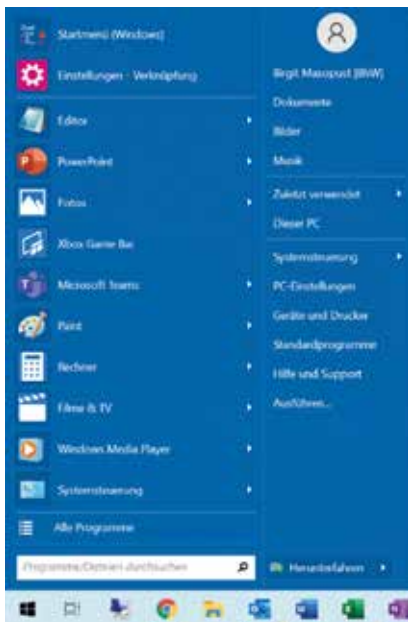 Startmenü (Windows)
Einstellungen - Verknüpfung
Editor
PowerPoint
Fotos
Xbox Game Bar
Microsoft Teams
Paint
Rechner
Filme & TV
Windows Media Player
Systemsteuerung
Alle Programme
Programme/Dateien durchsuchen
Birgit Masopust [BNW]
Dokumente
Bilder
Musik
Zuletzt verwendet
Dieser PC
Systemsteuerung
PC-Einstellungen
Geräte und Drucker
Standardprogramme
Hilfe und Support
Ausführen...
Herunterfahren